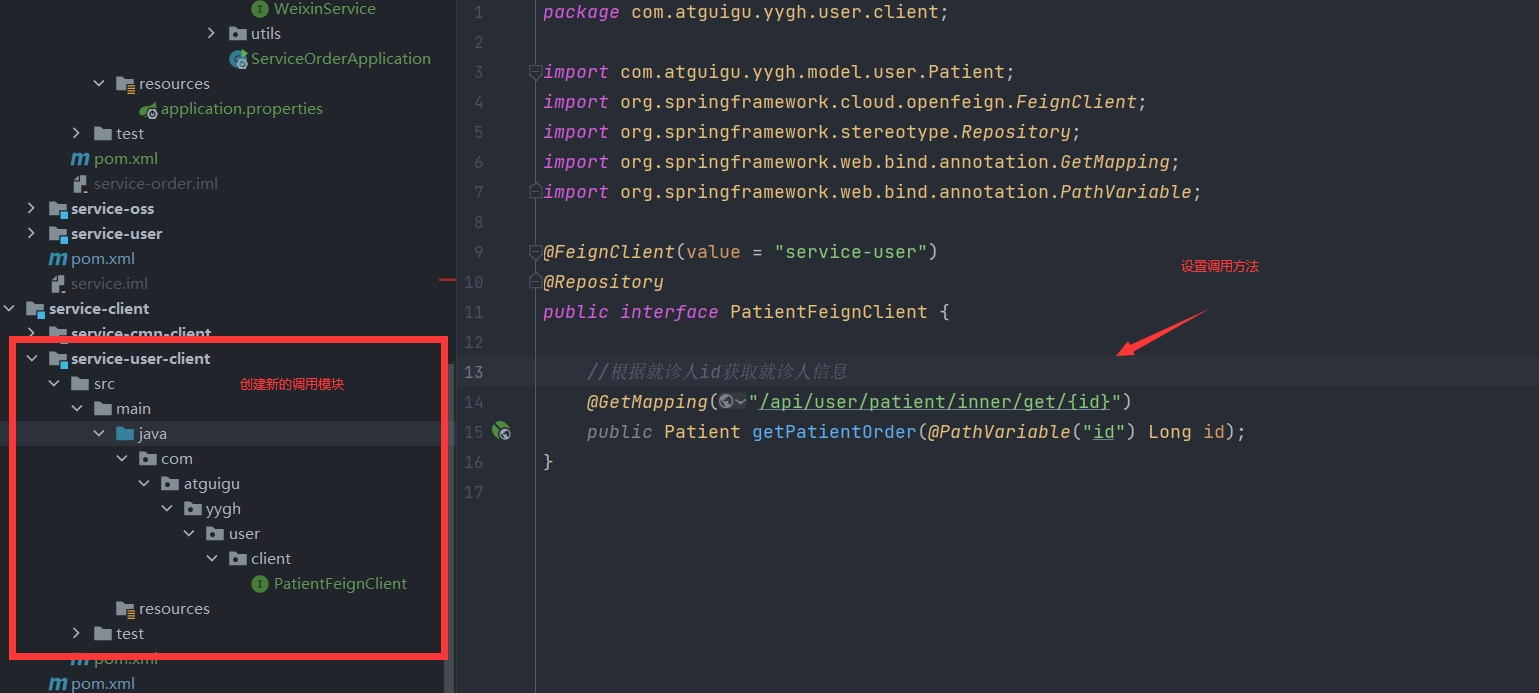 WeixinService
utils
ServiceOrderApplication
resources
application.properties
test
pom.xml
service-order.iml
service-oss
service-user
pom.xml
service.iml
service-client
service-cmn-client
service-user-client
src
创建新的调用模块
main
java
com
atguigu
yygh
user
client
PatientFeignClient
resources
test
pom.xml
pom.xml
1 package com.atguigu.yygh.user.client;
2
3 import com.atguigu.yygh.model.user.Patient;
4 import org.springframework.cloud.openfeign.FeignClient;
5 import org.springframework.stereotype.Repository;
6 import org.springframework.web.bind.annotation.GetMapping;
7 import org.springframework.web.bind.annotation.PathVariable;
8
9 @FeignClient(value = "service-user")
设置调用方法
10 @Repository
11 public interface PatientFeignClient {
12
13 //根据就诊人id获取就诊人信息
14 @GetMapping("/api/user/patient/inner/get/{id}")
15 public Patient getPatientOrder(@PathVariable("id") Long id);
16 }
17